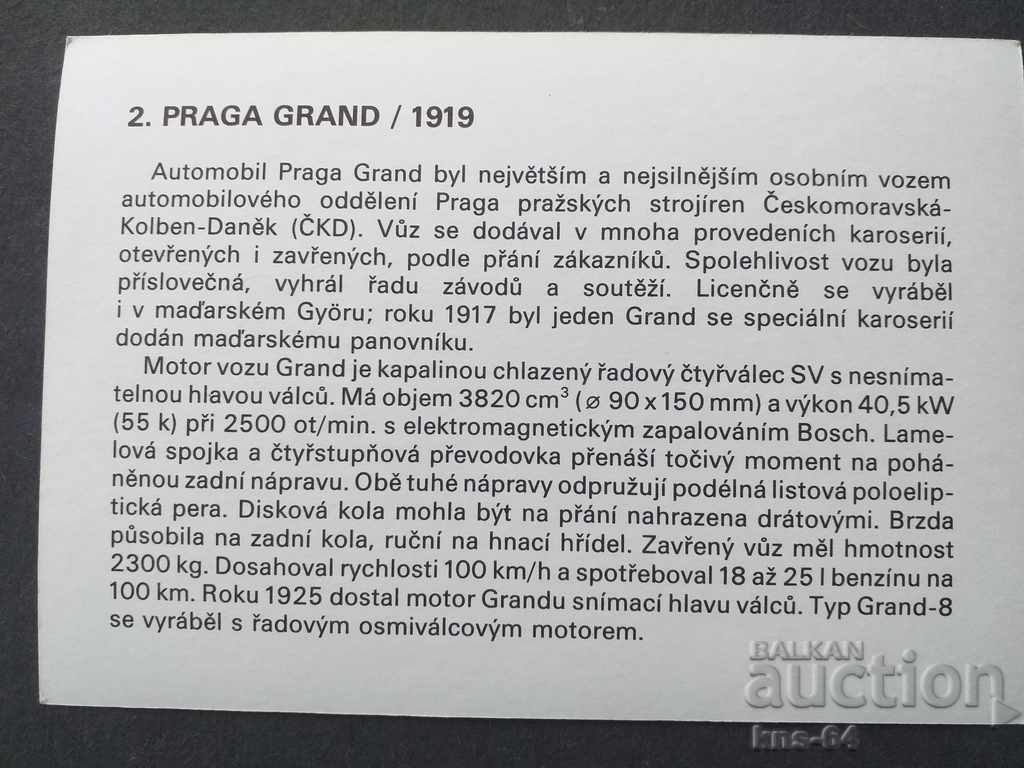 2. PRAGA GRAND / 1919
Automobil Praga Grand byl největším a nejsilnějším osobním vozem
automobilového oddělení Praga pražských strojíren Českomoravská-
Kolben-Daněk (ČKD). Vůz se dodával v mnoha provedeních karoserií,
otevřených i zavřených, podle přání zákazníků. Spolehlivost vozu byla
příslovečná, vyhrál řadu závodů a soutěží. Licenčně se vyráběl
i v maďarském Györu; roku 1917 byl jeden Grand se speciální karoserií
dodán maďarskému panovníku.
Motor vozu Grand je kapalinou chlazený řadový čtyřválec SV s nesníma-
telnou hlavou válců. Má objem 3820 cm³ (ø 90 x 150 mm) a výkon 40,5 kW
(55 k) při 2500 ot/min. s elektromagnetickým zapalováním Bosch. Lame-
lová spojka a čtyřstupňová převodovka přenáší točivý moment na pohá-
něnou zadní nápravu. Obě tuhé nápravy odpružují podélná listová poloelip-
tická pera. Disková kola mohla být na přání nahrazena drátovými. Brzda
působila na zadní kola, ruční na hnací hřídel. Zavřený vůz měl hmotnost
2300 kg. Dosahoval rychlosti 100 km/h a spotřeboval 18 až 25 l benzínu na
100 km. Roku 1925 dostal motor Grandu snímací hlavu válců. Typ Grand-8
se vyráběl s řadovým osmiválcovým motorem.
BALKAN
auction
kns-64